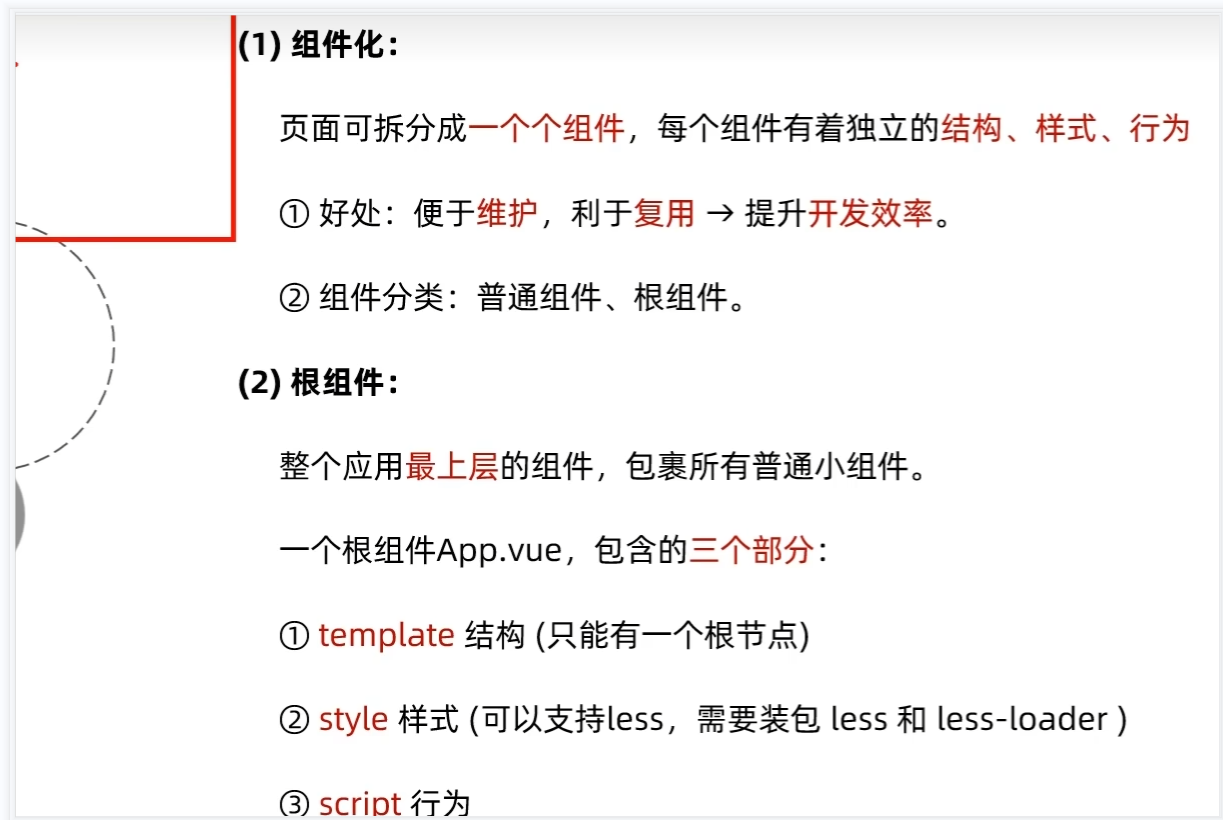 (1) 组件化：
页面可拆分成一个个组件，每个组件有着独立的结构、样式、行为
① 好处：便于维护，利于复用 → 提升开发效率。
② 组件分类：普通组件、根组件。
(2) 根组件：
整个应用最上层的组件，包裹所有普通小组件。
一个根组件App.vue，包含的三个部分：
① template 结构 (只能有一个根节点)
② style 样式 (可以支持less，需要装包 less 和 less-loader )
③ script 行为